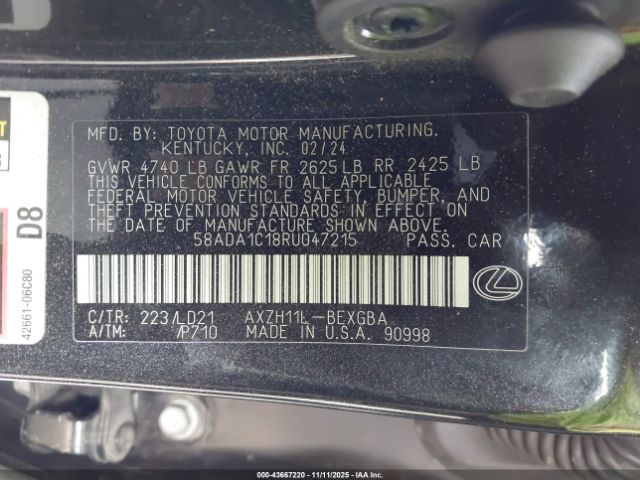 MFD. BY: TOYOTA MOTOR MANUFACTURING.
KENTUCKY, INC. 02/24
GVWR 4740 LB GAWR FR 2625 LB RR 2425 LB
THIS VEHICLE CONFORMS TO ALL APPLICABLE
FEDERAL MOTOR VEHICLE SAFETY, BUMPER, AND
THEFT PREVENTION STANDARDS IN EFFECT ON
THE DATE OF MANUFACTURE SHOWN ABOVE.
58ADA1C18RU047215 PASS. CAR
C/TR: 223/LD21 AXZH11L-BEXGBA
A/TM: /P710 MADE IN U.S.A. 90998
D8
42661-06C80
000-43667220 - 11/11/2025 - IAAI Inc.